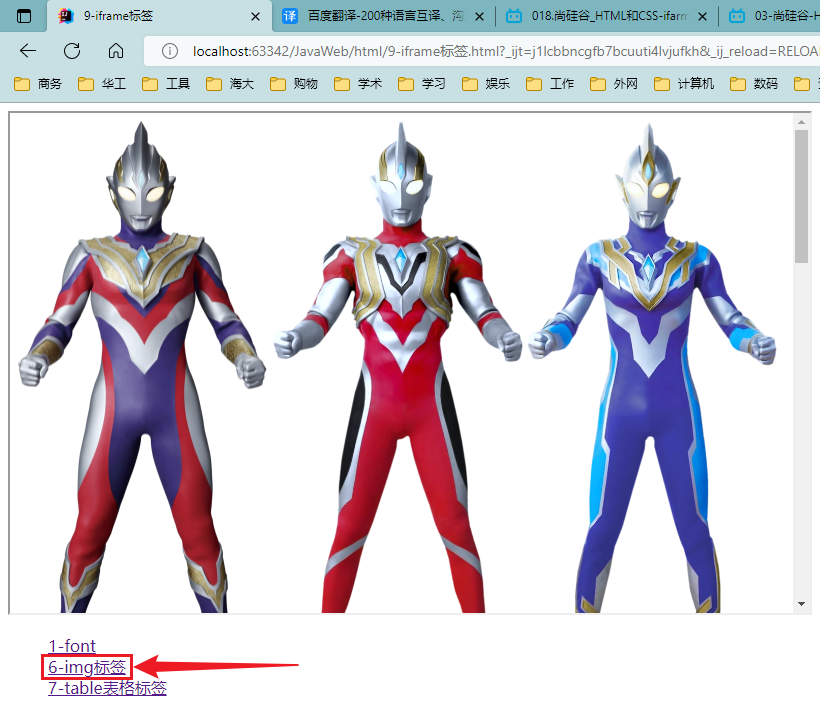 9-iframe标签
百度翻译-200种语言互译、沟
018.尚硅谷_HTML和CSS-ifarm
03-尚硅谷-H
localhost:63342/JavaWeb/html/9-iframe标签.html?_ijt=j1lcbbncgfb7bcuuti4lvjufkh&_ij_reload=RELOA
商务 华工 工具 海大 购物 学术 学习 娱乐 工作 外网 计算机 数码
1-font
6-img标签
7-table表格标签